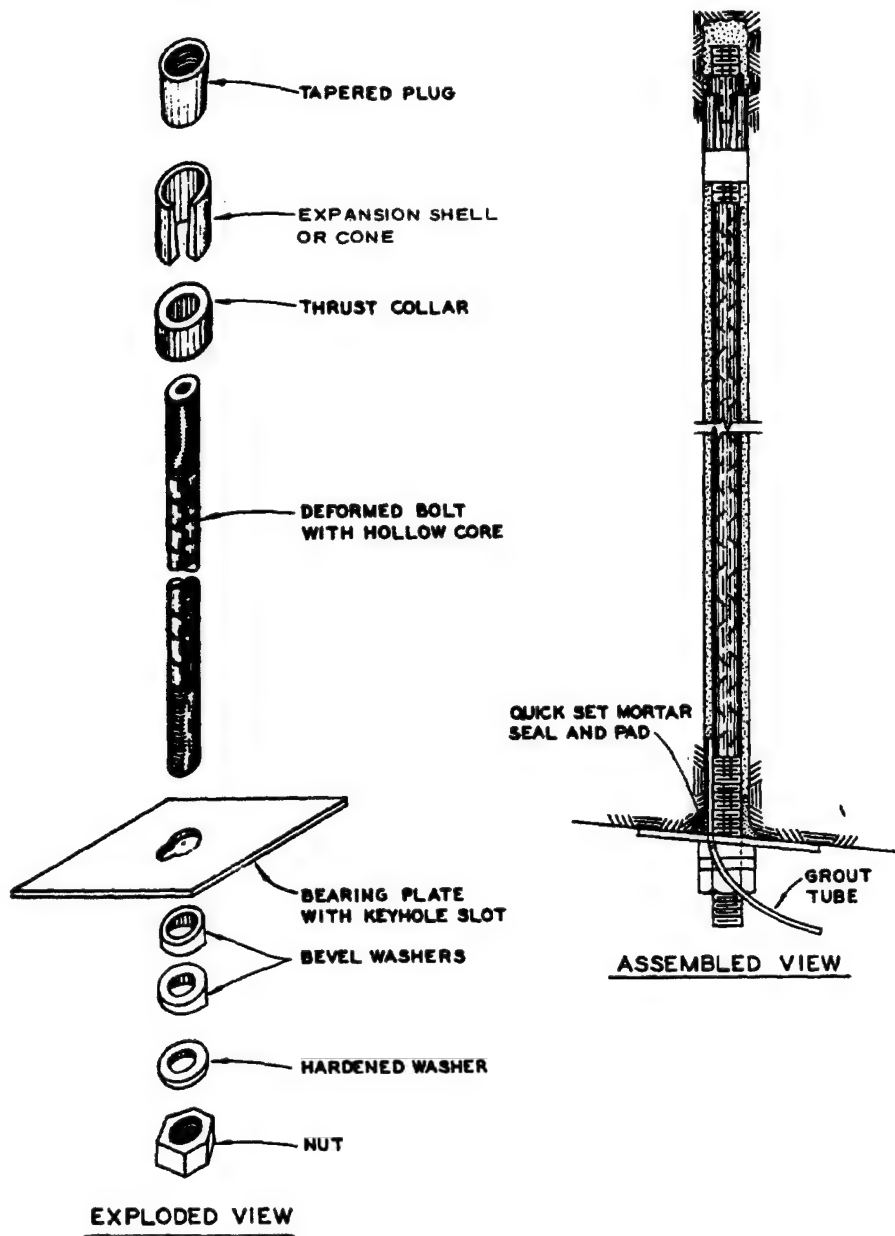 TAPERED PLUG
EXPANSION SHELL
OR CONE
THRUST COLLAR
DEFORMED BOLT
WITH HOLLOW CORE
BEARING PLATE
WITH KEYHOLE SLOT
BEVEL WASHERS
HARDENED WASHER
NUT
EXPLODED VIEW
QUICK SET MORTAR
SEAL AND PAD
GROUT
TUBE
ASSEMBLED VIEW